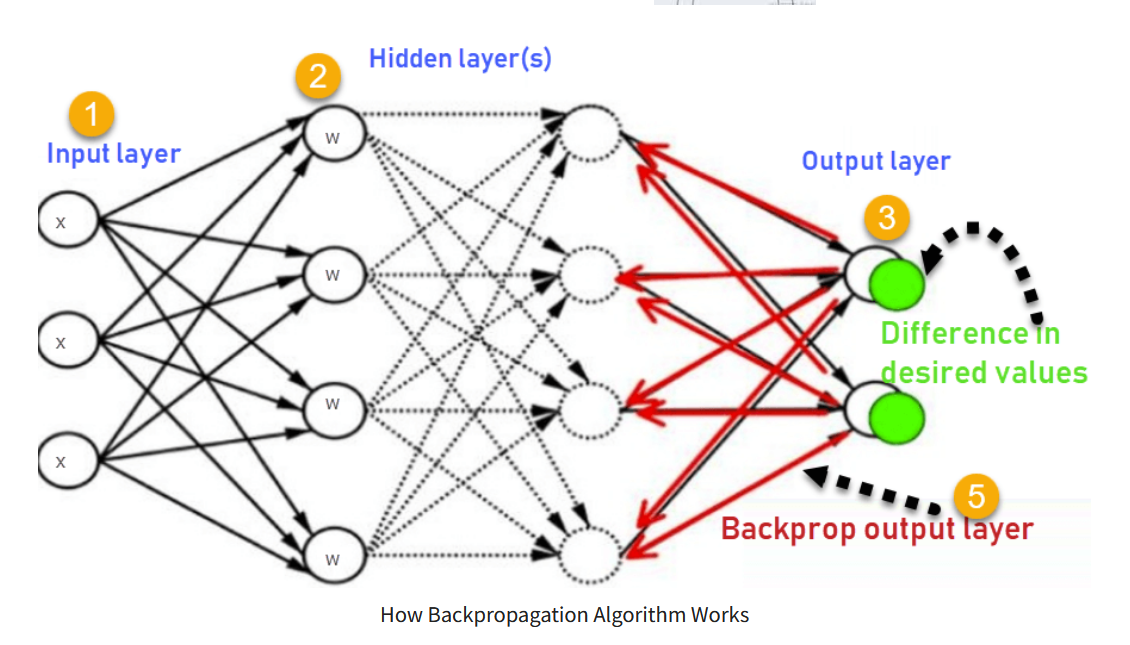 Hidden layer(s)
2
1
Input layer
Output layer
3
x
x
x
w
w
w
w
Difference in
desired values
5
Backprop output layer
How Backpropagation Algorithm Works